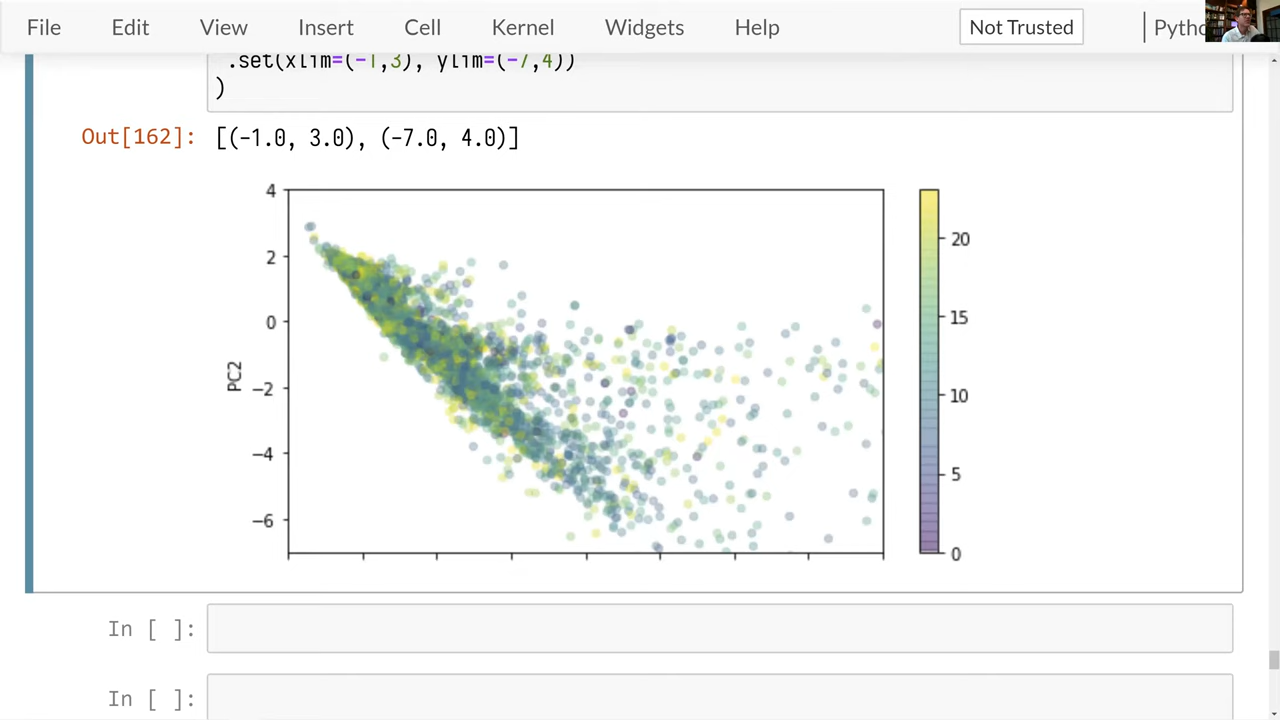 File Edit View Insert Cell Kernel Widgets Help Not Trusted
.set(xlim=(-1,3), ylim=(-7,4))
)
Out[162]: [(-1.0, 3.0), (-7.0, 4.0)]
4
2
0
−2
−4
−6
PC2
20
15
10
5
0
In [ ]:
In [ ]: